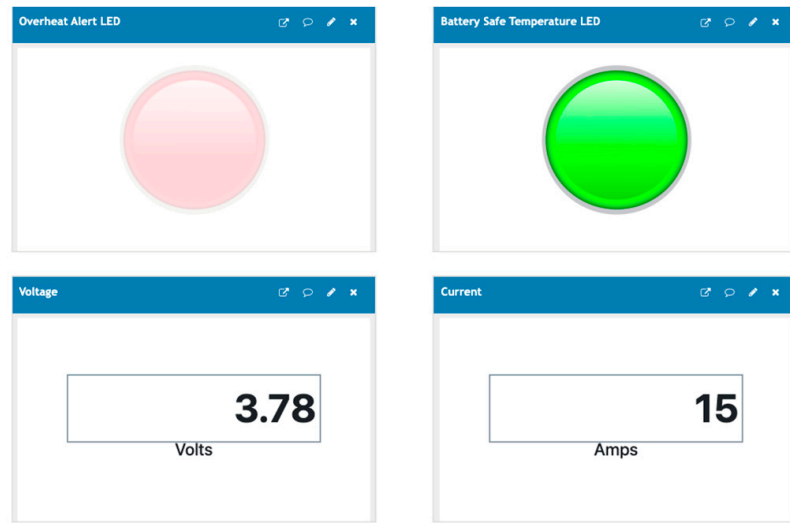 Overheat Alert LED
Battery Safe Temperature LED
Voltage
3.78
Volts
Current
15
Amps